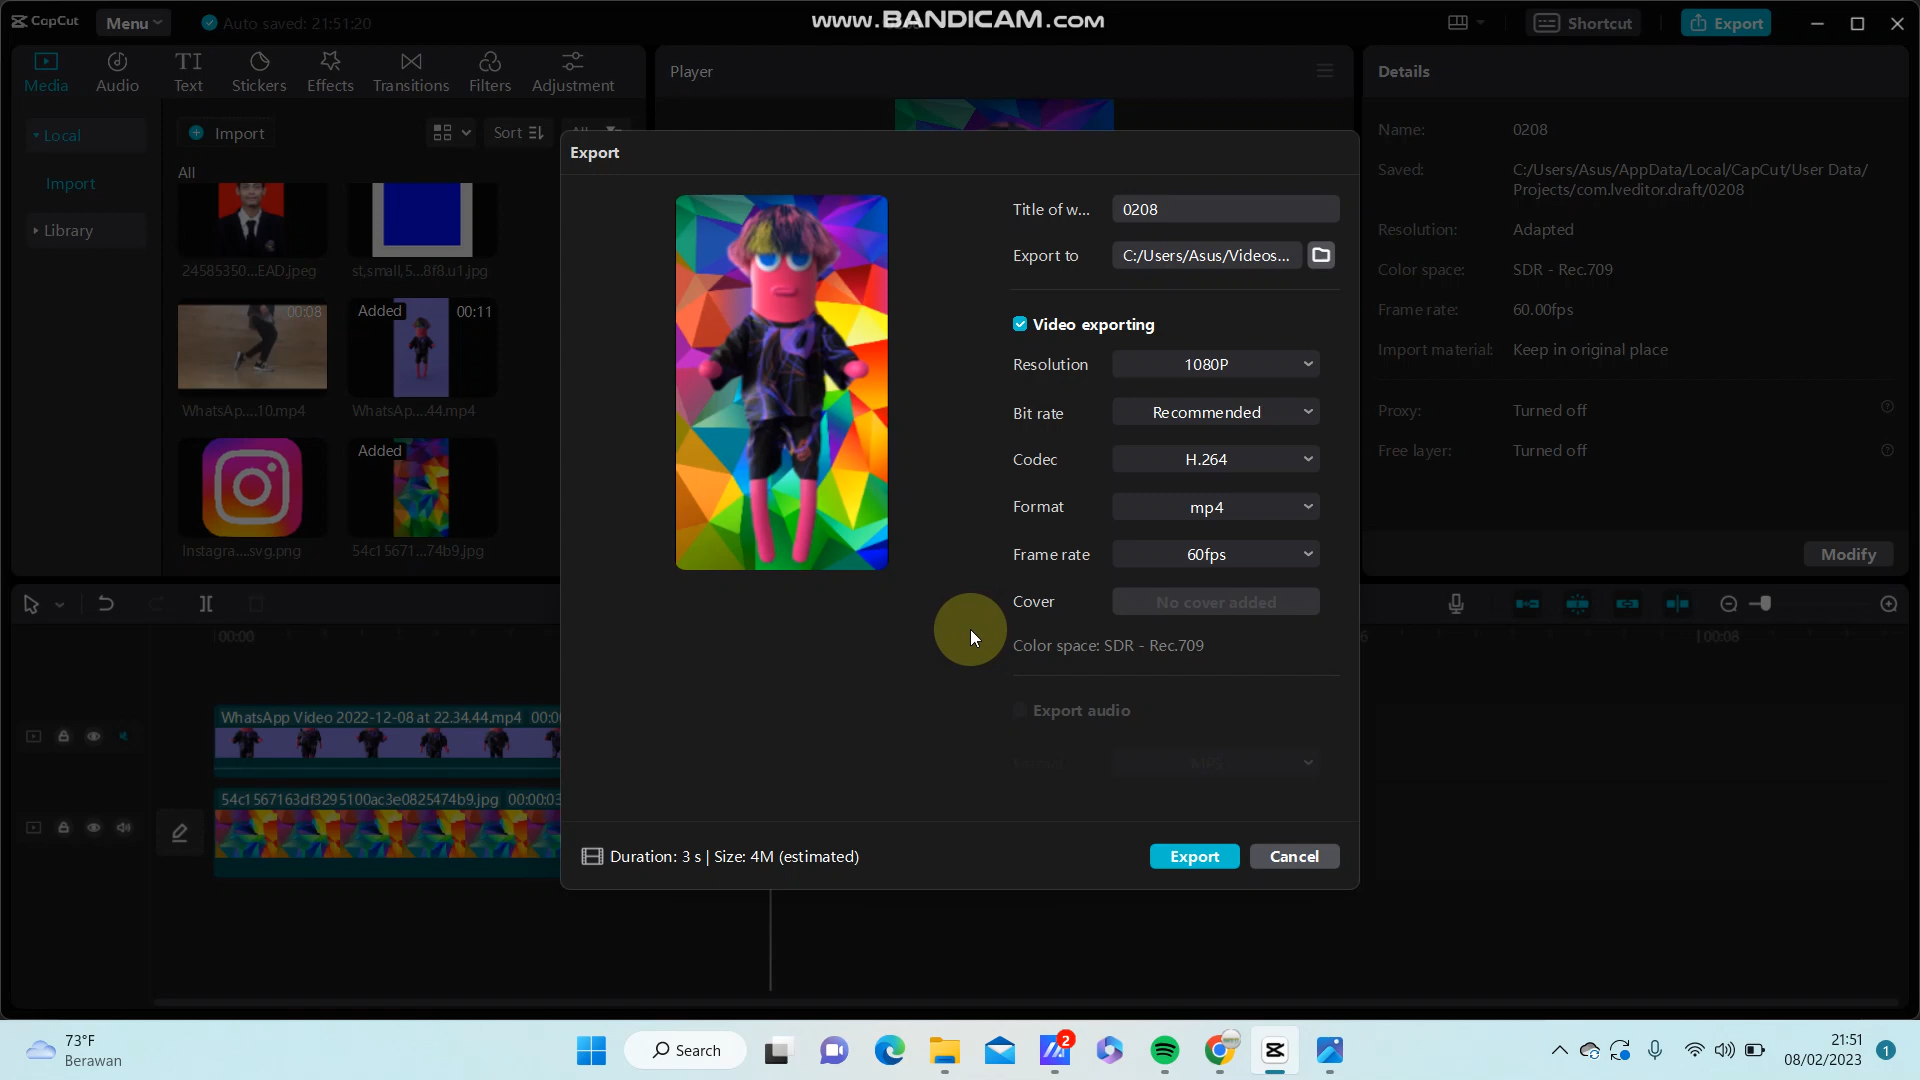 CapCut
Menu
Auto saved: 21:51:20
www.BANDICAM.com
Shortcut
Export
Media
Audio
Text
Stickers
Effects
Transitions
Filters
Adjustment
Player
Details
Local
Import
Library
Import
Sort
All
All
24585350...EAD.jpeg
st,small,5...8f8.u1.jpg
00:08
WhatsAp....10.mp4
Added
00:11
WhatsAp....44.mp4
Instagra....svg.png
Added
54c15671...74b9.jpg
Export
Title of w...
0208
Export to
C:/Users/Asus/Videos...
Video exporting
Resolution
1080P
Bit rate
Recommended
Codec
H.264
Format
mp4
Frame rate
60fps
Cover
No cover added
Color space: SDR - Rec.709
Export audio
Format
MP3
Duration: 3 s | Size: 4M (estimated)
Export
Cancel
Name:
0208
Saved:
C:/Users/Asus/AppData/Local/CapCut/User Data/
Projects/com.lveditor.draft/0208
Resolution:
Adapted
Color space:
SDR - Rec.709
Frame rate:
60.00fps
Import material:
Keep in original place
Proxy:
Turned off
Free layer:
Turned off
Modify
00:00
00:08
WhatsApp Video 2022-12-08 at 22.34.44.mp4
54c1567163df3295100ac3e0825474b9.jpg
73°F
Berawan
Search
2
21:51
08/02/2023
1